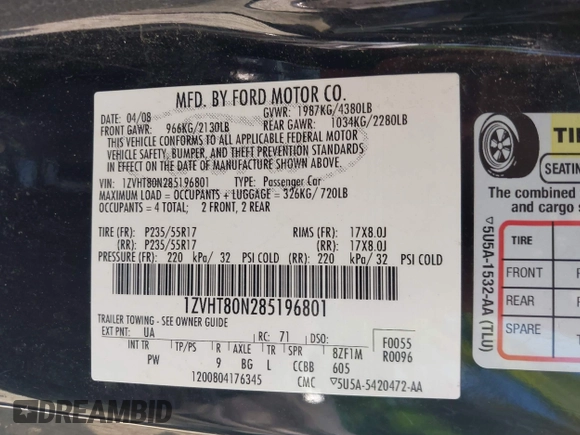 MFD. BY FORD MOTOR CO.
DATE: 04/08 GVWR: 1987KG/4380LB
FRONT GAWR: 966KG/2130LB REAR GAWR: 1034KG/2280LB
THIS VEHICLE CONFORMS TO ALL APPLICABLE FEDERAL MOTOR
VEHICLE SAFETY, BUMPER, AND THEFT PREVENTION STANDARDS
IN EFFECT ON THE DATE OF MANUFACTURE SHOWN ABOVE.
VIN: 1ZVHT80N285196801 TYPE: Passenger Car
MAXIMUM LOAD = OCCUPANTS + LUGGAGE = 326KG/720LB
OCCUPANTS = 4 TOTAL; 2 FRONT, 2 REAR
TIRE (FR): P235/55R17 RIMS (FR): 17X8.0J
(RR): P235/55R17 (RR): 17X8.0J
PRESSURE (FR): 220 kPa/ 32 PSI COLD (RR): 220 kPa/ 32 PSI COLD
1ZVHT80N285196801
TRAILER TOWING - SEE OWNER GUIDE
EXT PNT: UA RC: 71 DSO: F0055
INT TR TP/PS R AXLE TR SPR 8ZF1M R0096
PW 9 BG L CCBB 605
1200804176345 CMC ▽5U5A-5420472-AA
SEATING
The combined
and cargo
TIRE
FRONT
REAR
SPARE
▽5U5A-1532-AA (TLU)
DREAMBID